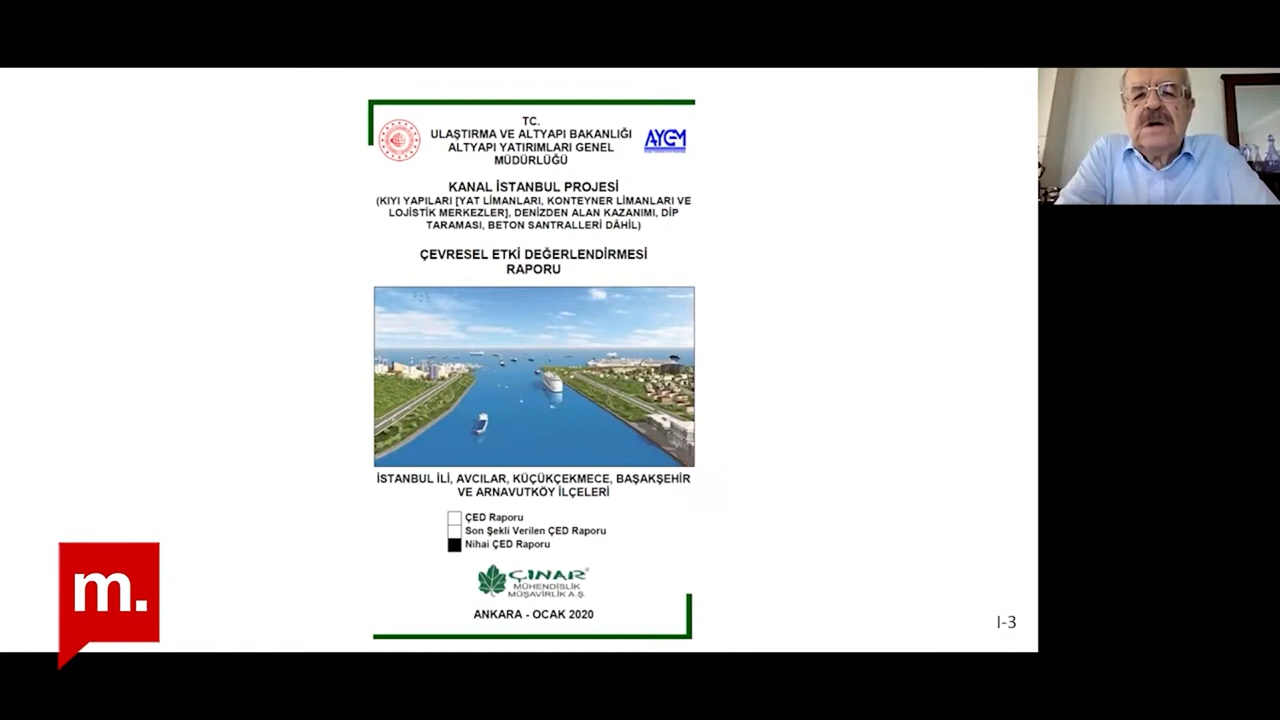 TC.
ULAŞTIRMA VE ALTYAPI BAKANLIĞI
ALTYAPI YATIRIMLARI GENEL
MÜDÜRLÜĞÜ
AYGM
KANAL İSTANBUL PROJESİ
(KIYI YAPILARI [YAT LİMANLARI, KONTEYNER LİMANLARI VE
LOJİSTİK MERKEZLER], DENİZDEN ALAN KAZANIMI, DİP
TARAMASI, BETON SANTRALLERİ DÂHİL)
ÇEVRESEL ETKİ DEĞERLENDİRMESİ
RAPORU
İSTANBUL İLİ, AVCILAR, KÜÇÜKÇEKMECE, BAŞAKŞEHİR
VE ARNAVUTKÖY İLÇELERİ
ÇED Raporu
Son Şekli Verilen ÇED Raporu
Nihai ÇED Raporu
ÇINAR
MÜHENDİSLİK
MÜŞAVİRLİK A.Ş.
ANKARA - OCAK 2020
I-3
m.